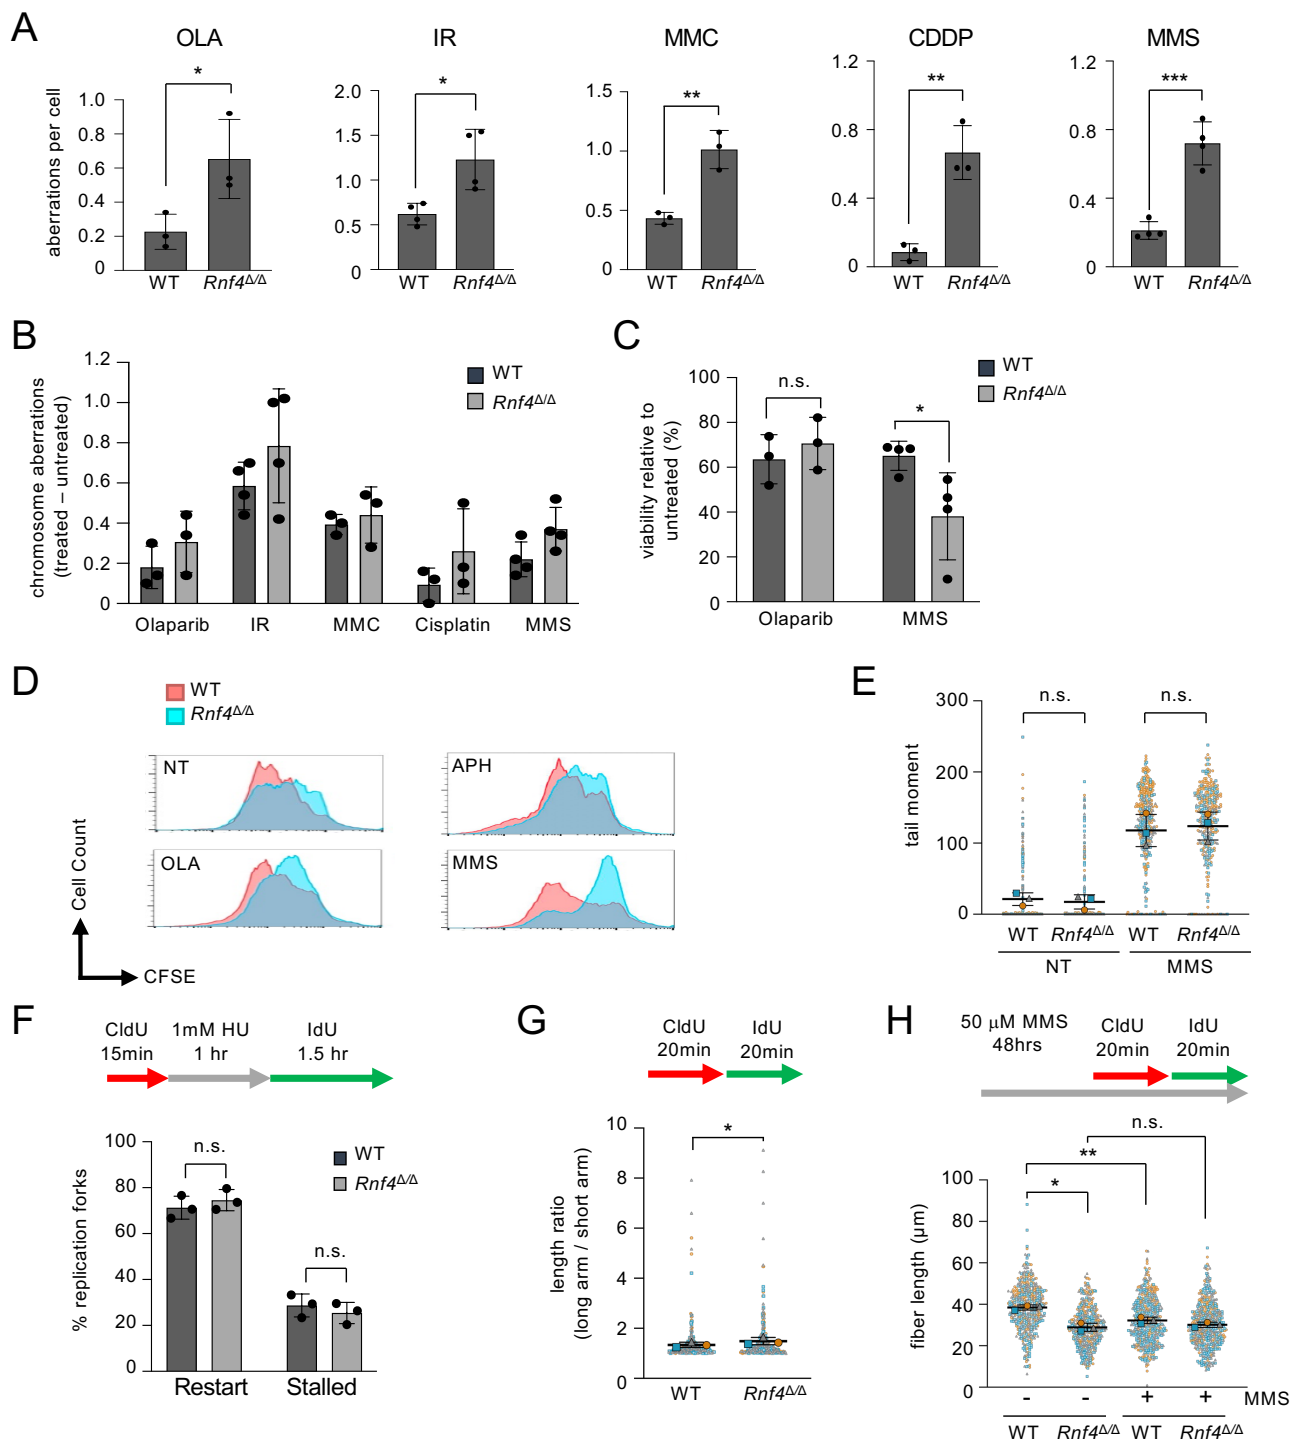 A
OLA IR MMC CDDP MMS
aberrations per cell
* * ** ** ***
1.0 0.8 0.6 0.4 0.2 0
2.0 1.5 1.0 0.5 0
1.5 1.0 0.5 0
1.2 0.8 0.4 0
1.2 0.8 0.4 0
WT Rnf4Δ/Δ WT Rnf4Δ/Δ WT Rnf4Δ/Δ WT Rnf4Δ/Δ WT Rnf4Δ/Δ
B
chromosome aberrations
(treated – untreated)
1.2 1.0 0.8 0.6 0.4 0.2 0
WT
Rnf4Δ/Δ
Olaparib IR MMC Cisplatin MMS
C
viability relative to
untreated (%)
100 80 60 40 20 0
n.s. *
WT
Rnf4Δ/Δ
Olaparib MMS
D
WT
Rnf4Δ/Δ
NT APH
OLA MMS
Cell Count
CFSE
E
tail moment
300 200 100 0
n.s. n.s.
WT Rnf4Δ/Δ WT Rnf4Δ/Δ
NT MMS
F
CldU 1mM HU IdU
15min 1 hr 1.5 hr
% replication forks
100 80 60 40 20 0
n.s. n.s.
WT
Rnf4Δ/Δ
Restart Stalled
G
CldU IdU
20min 20min
length ratio
(long arm / short arm)
10 8 6 4 2 0
*
WT Rnf4Δ/Δ
H
50 μM MMS CldU IdU
48hrs 20min 20min
fiber length (μm)
100 80 60 40 20 0
n.s.
**
*
- - + + MMS
WT Rnf4Δ/Δ WT Rnf4Δ/Δ